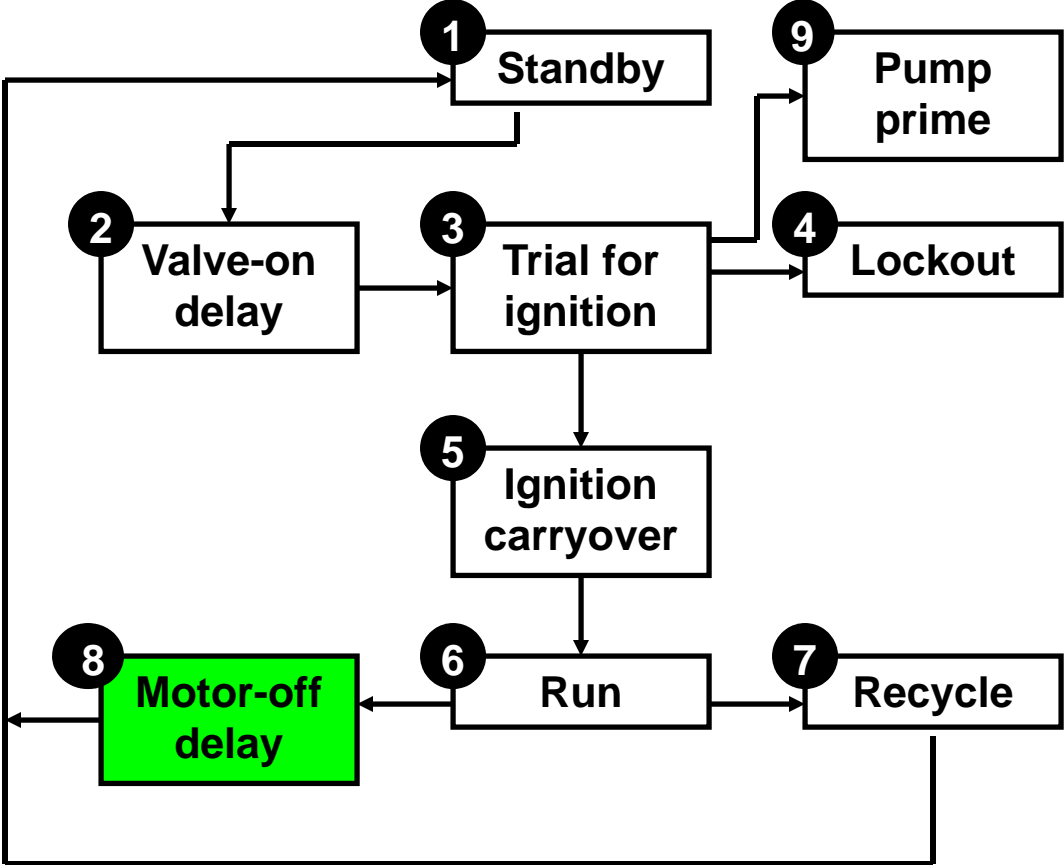 1
Standby
9
Pump
prime
2
Valve-on
delay
3
Trial for
ignition
4
Lockout
5
Ignition
carryover
8
Motor-off
delay
6
Run
7
Recycle